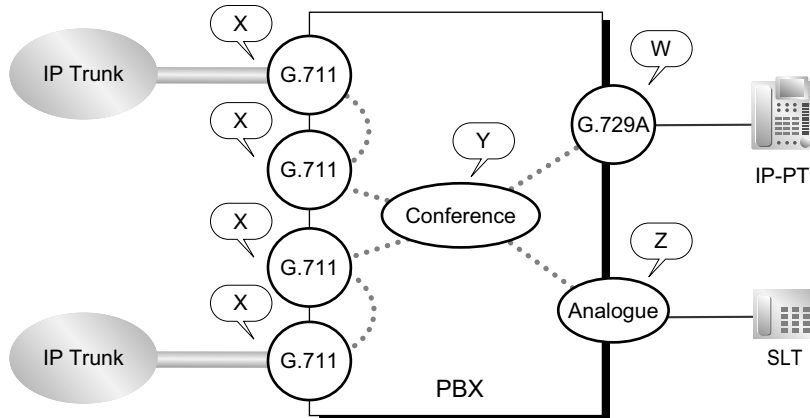 X
IP Trunk
G.711
W
X
G.729A
G.711
Y
IP-PT
Conference
X
G.711
Z
X
Analogue
IP Trunk
G.711
PBX
SLT